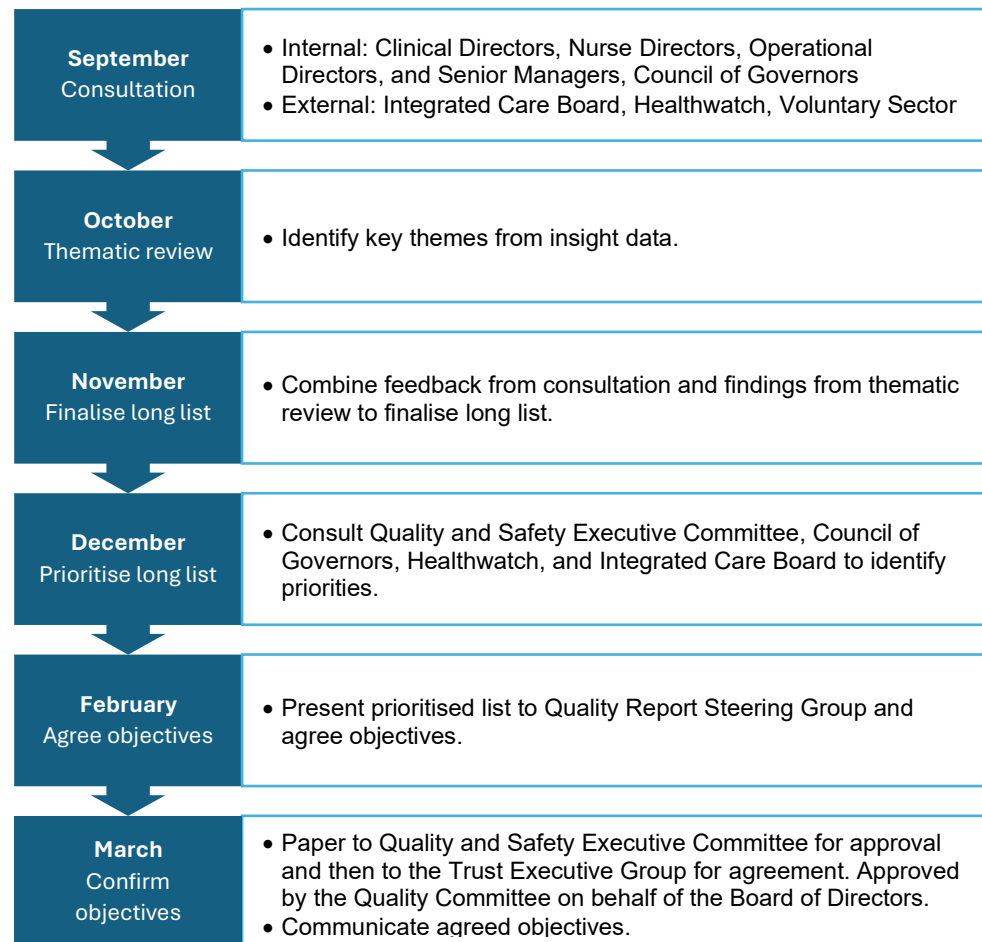 September
Consultation
• Internal: Clinical Directors, Nurse Directors, Operational
Directors, and Senior Managers, Council of Governors
• External: Integrated Care Board, Healthwatch, Voluntary Sector
October
Thematic review
• Identify key themes from insight data.
November
Finalise long list
• Combine feedback from consultation and findings from thematic
review to finalise long list.
December
Prioritise long list
• Consult Quality and Safety Executive Committee, Council of
Governors, Healthwatch, and Integrated Care Board to identify
priorities.
February
Agree objectives
• Present prioritised list to Quality Report Steering Group and
agree objectives.
March
Confirm
objectives
• Paper to Quality and Safety Executive Committee for approval
and then to the Trust Executive Group for agreement. Approved
by the Quality Committee on behalf of the Board of Directors.
• Communicate agreed objectives.